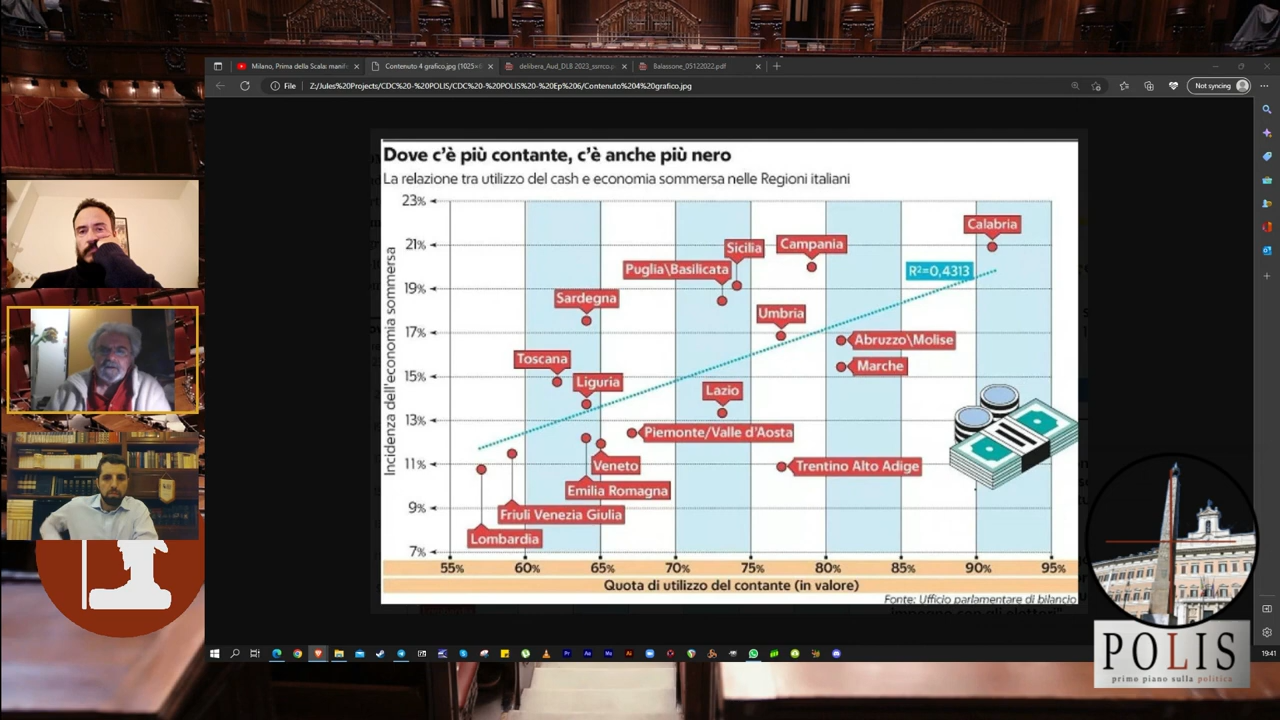 Milano, Prima della Scala: manif
Contenuto 4 grafico.jpg (1025×6
delibera_Aud_DLB 2023_ssrrco.p
Balassone_05122022.pdf
File
Z:/Jules%20Projects/CDC%20-%20POLIS/CDC%20-%20POLIS%20-%20Ep%206/Contenuto%204%20grafico.jpg
Not syncing
Dove c'è più contante, c'è anche più nero
La relazione tra utilizzo del cash e economia sommersa nelle Regioni italiani
Incidenza dell'economia sommersa
23%
21%
19%
17%
15%
13%
11%
9%
7%
Calabria
Campania
Sicilia
Puglia\Basilicata
R²=0,4313
Sardegna
Umbria
Abruzzo\Molise
Toscana
Marche
Liguria
Lazio
Piemonte/Valle d'Aosta
Veneto
Trentino Alto Adige
Emilia Romagna
Friuli Venezia Giulia
Lombardia
55% 60% 65% 70% 75% 80% 85% 90% 95%
Quota di utilizzo del contante (in valore)
Fonte: Ufficio parlamentare di bilancio
19:41
POLIS
primo piano sulla politica